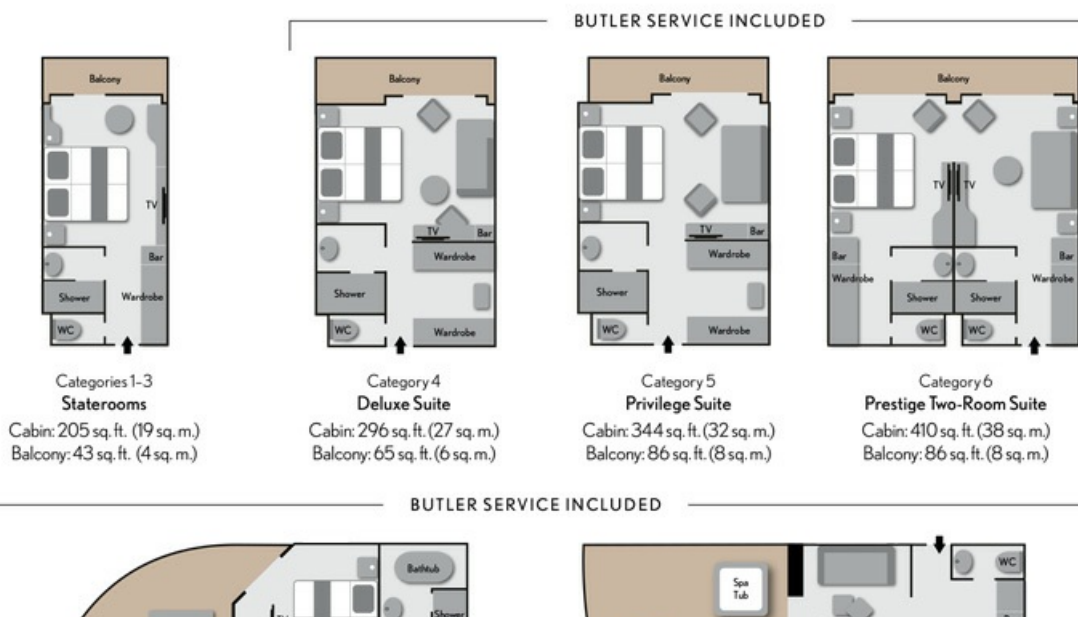 BUTLER SERVICE INCLUDED
Balcony
TV
Bar
Shower
Wardrobe
WC
Categories 1-3
Staterooms
Cabin: 205 sq. ft. (19 sq. m.)
Balcony: 43 sq. ft. (4 sq. m.)
Balcony
TV
Bar
Wardrobe
Shower
WC
Wardrobe
Category 4
Deluxe Suite
Cabin: 296 sq. ft. (27 sq. m.)
Balcony: 65 sq. ft. (6 sq. m.)
Balcony
TV
Bar
Wardrobe
Shower
WC
Wardrobe
Category 5
Privilege Suite
Cabin: 344 sq. ft. (32 sq. m.)
Balcony: 86 sq. ft. (8 sq. m.)
Balcony
TV TV
Bar Bar
Wardrobe Wardrobe
Shower Shower
WC WC
Category 6
Prestige Two-Room Suite
Cabin: 410 sq. ft. (38 sq. m.)
Balcony: 86 sq. ft. (8 sq. m.)
BUTLER SERVICE INCLUDED
Bathtub
Shower
Spa
Tub
WC